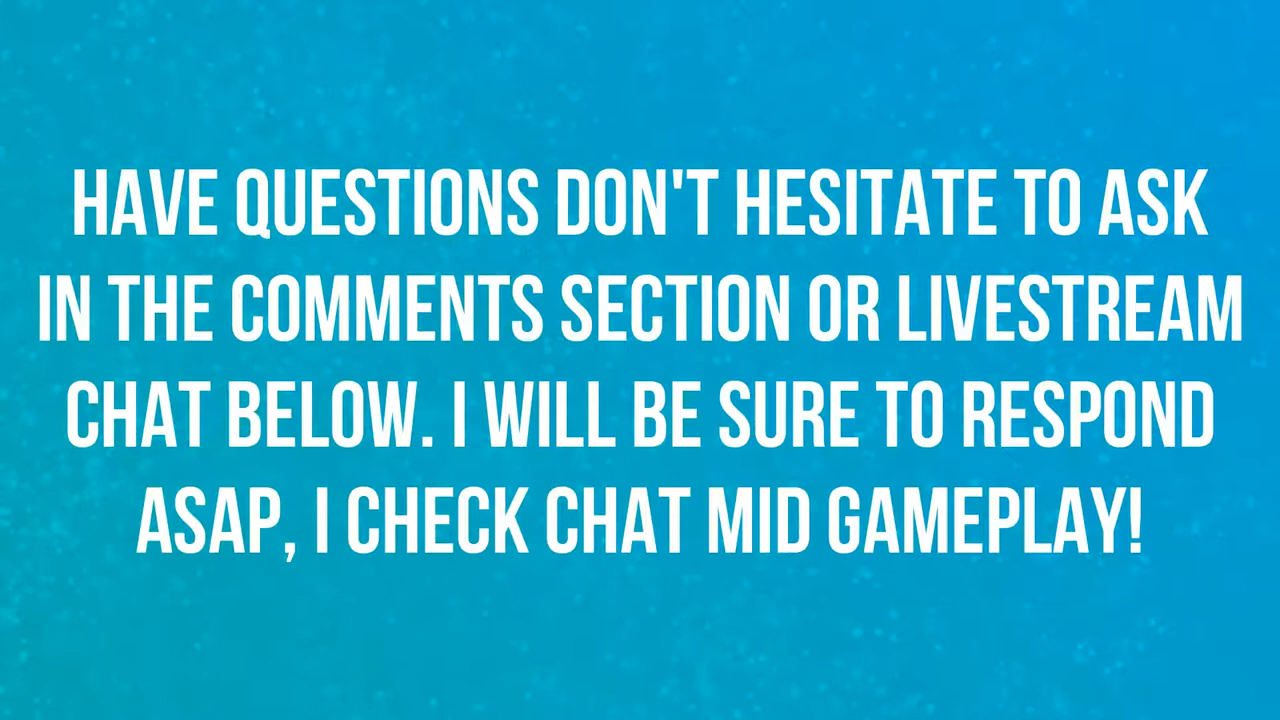 HAVE QUESTIONS DON'T HESITATE TO ASK
IN THE COMMENTS SECTION OR LIVESTREAM
CHAT BELOW. I WILL BE SURE TO RESPOND
ASAP, I CHECK CHAT MID GAMEPLAY!